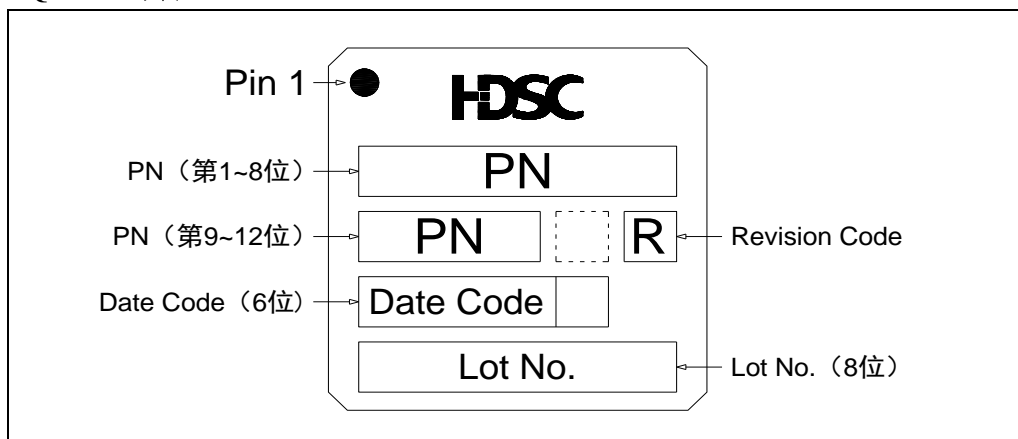 Pin 1
HDSC
PN（第1~8位）
PN
PN（第9~12位）
PN
R
Revision Code
Date Code（6位）
Date Code
Lot No.
Lot No.（8位）